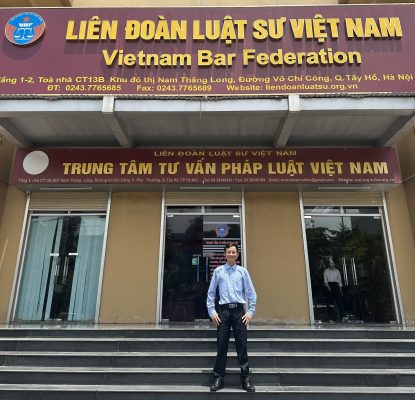 VBF
LIÊN ĐOÀN LUẬT SƯ VIỆT NAM
Vietnam Bar Federation
Tầng 1-2, Toà nhà CT13B Khu đô thị Nam Thăng Long, Đường Võ Chí Công, Q.Tây Hồ, Hà Nội
ĐT: 0243.7765685 Fax: 0243.7765689 Website: liendoanluatsu.org.vn
LIÊN ĐOÀN LUẬT SƯ VIỆT NAM
TRUNG TÂM TƯ VẤN PHÁP LUẬT VIỆT NAM